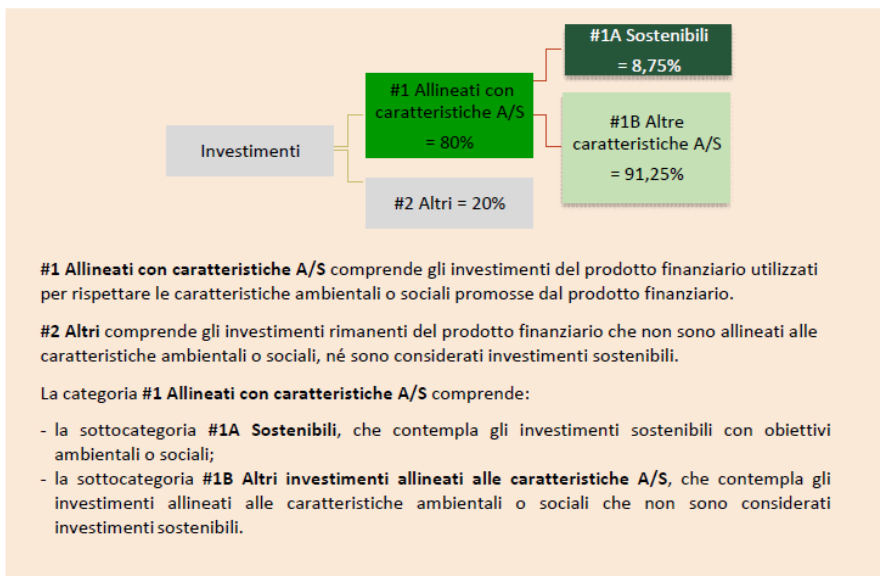 #1A Sostenibili
= 8,75%
#1 Allineati con
caratteristiche A/S
= 80%
#1B Altre
caratteristiche A/S
= 91,25%
Investimenti
#2 Altri = 20%
#1 Allineati con caratteristiche A/S comprende gli investimenti del prodotto finanziario utilizzati
per rispettare le caratteristiche ambientali o sociali promosse dal prodotto finanziario.
#2 Altri comprende gli investimenti rimanenti del prodotto finanziario che non sono allineati alle
caratteristiche ambientali o sociali, né sono considerati investimenti sostenibili.
La categoria #1 Allineati con caratteristiche A/S comprende:
- la sottocategoria #1A Sostenibili, che contempla gli investimenti sostenibili con obiettivi
ambientali o sociali;
- la sottocategoria #1B Altri investimenti allineati alle caratteristiche A/S, che contempla gli
investimenti allineati alle caratteristiche ambientali o sociali che non sono considerati
investimenti sostenibili.